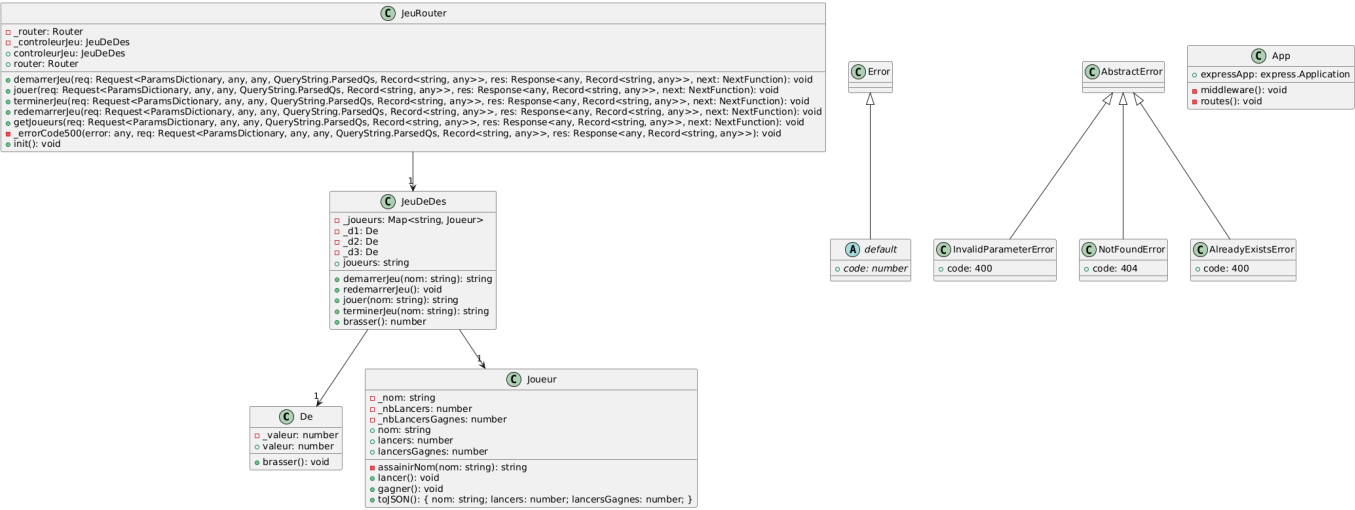 C JeuRouter
_router: Router
_controleurJeu: JeuDeDes
controleurJeu: JeuDeDes
router: Router
demarrerJeu(req: Request<ParamsDictionary, any, any, QueryString.ParsedQs, Record<string, any>>, res: Response<any, Record<string, any>>, next: NextFunction): void
jouer(req: Request<ParamsDictionary, any, any, QueryString.ParsedQs, Record<string, any>>, res: Response<any, Record<string, any>>, next: NextFunction): void
terminerJeu(req: Request<ParamsDictionary, any, any, QueryString.ParsedQs, Record<string, any>>, res: Response<any, Record<string, any>>, next: NextFunction): void
redemarrerJeu(req: Request<ParamsDictionary, any, any, QueryString.ParsedQs, Record<string, any>>, res: Response<any, Record<string, any>>, next: NextFunction): void
getJoueurs(req: Request<ParamsDictionary, any, any, QueryString.ParsedQs, Record<string, any>>, res: Response<any, Record<string, any>>, next: NextFunction): void
_errorCode500(error: any, req: Request<ParamsDictionary, any, any, QueryString.ParsedQs, Record<string, any>>, res: Response<any, Record<string, any>>): void
init(): void
C Error
C AbstractError
C App
expressApp: express.Application
middleware(): void
routes(): void
1
C JeuDeDes
_joueurs: Map<string, Joueur>
_d1: De
_d2: De
_d3: De
joueurs: string
demarrerJeu(nom: string): string
redemarrerJeu(): void
jouer(nom: string): string
terminerJeu(nom: string): string
brasser(): number
A default
code: number
C InvalidParameterError
code: 400
C NotFoundError
code: 404
C AlreadyExistsError
code: 400
1
1
C De
_valeur: number
valeur: number
brasser(): void
C Joueur
_nom: string
_nbLancers: number
_nbLancersGagnes: number
nom: string
lancers: number
lancersGagnes: number
assainirNom(nom: string): string
lancer(): void
gagner(): void
toJSON(): { nom: string; lancers: number; lancersGagnes: number; }